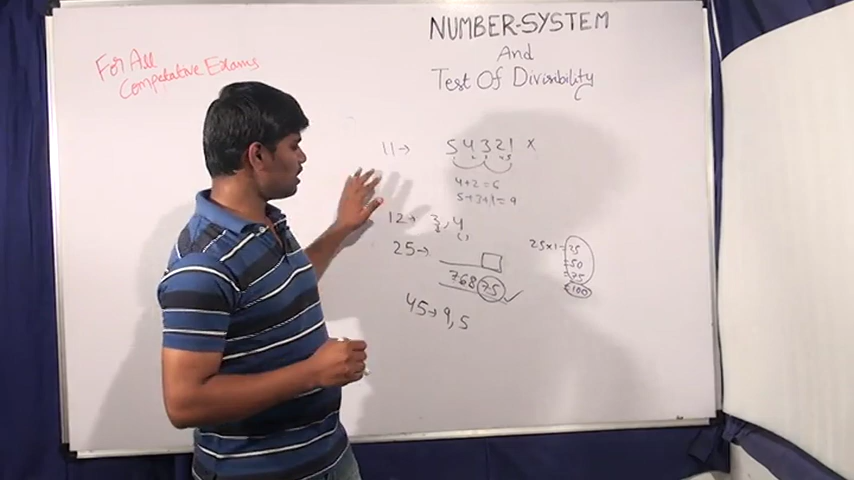 NUMBER-SYSTEM
And
Test Of Divisibility
For All
Competative Exams
11→ 54321 ×
4+2=6
5+3+1=9
12→ 3,4
25→
76875 ✓
25×1=25
=50
=75
=100
45→9,5